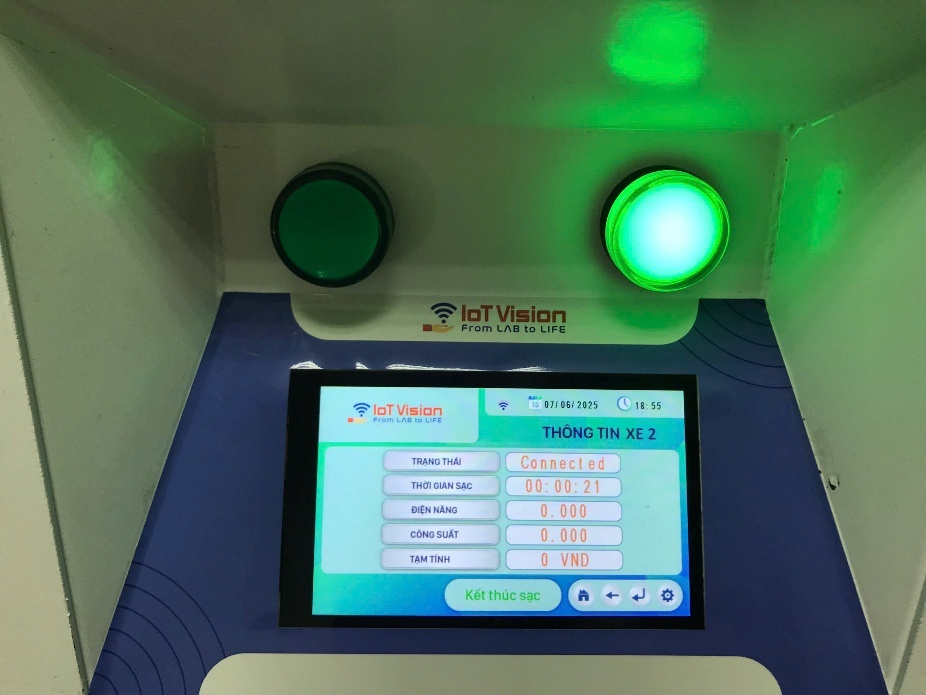 IoT Vision
From LAB to LIFE
IoT Vision
From LAB to LIFE
15 07/06/2025 18:55
THÔNG TIN XE 2
TRẠNG THÁI Connected
THỜI GIAN SẠC 00:00:21
ĐIỆN NĂNG 0.000
CÔNG SUẤT 0.000
TẠM TÍNH 0 VND
Kết thúc sạc